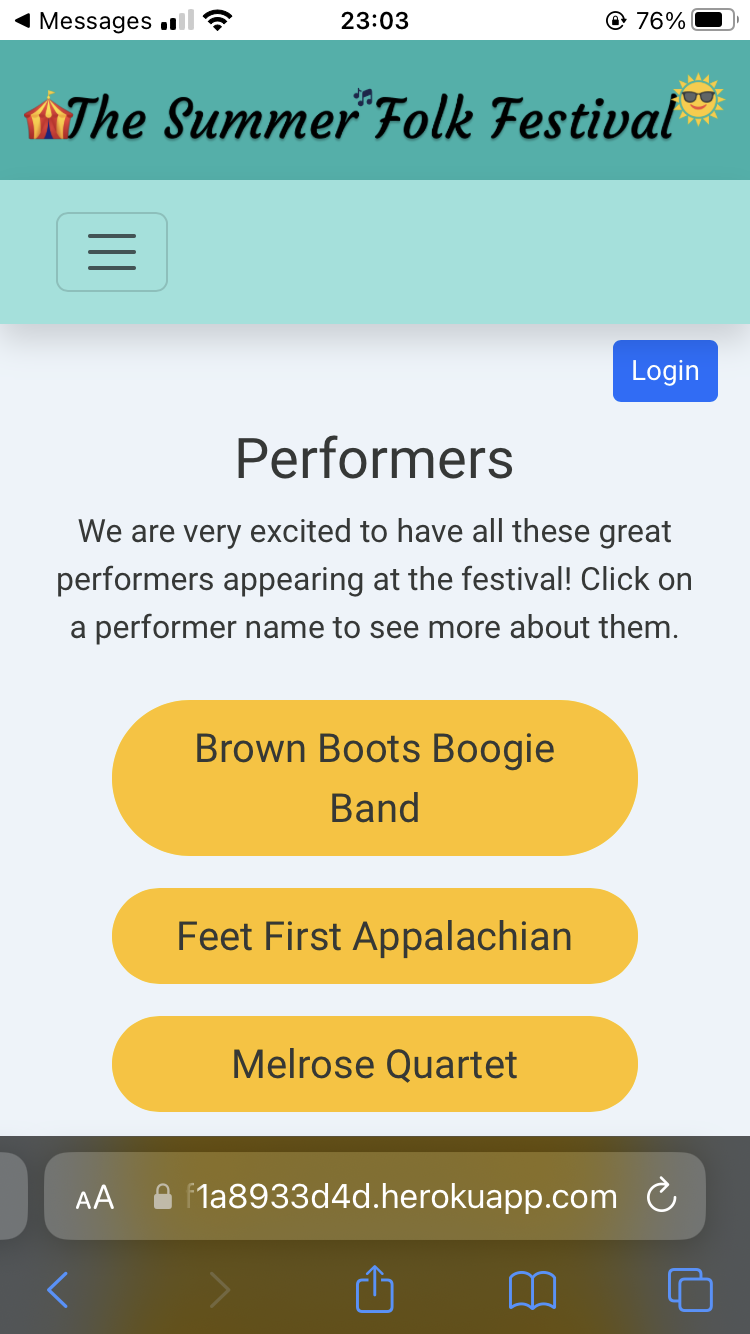 Messages 23:03 76%
The Summer Folk Festival
Login
Performers
We are very excited to have all these great
performers appearing at the festival! Click on
a performer name to see more about them.
Brown Boots Boogie
Band
Feet First Appalachian
Melrose Quartet
AA f1a8933d4d.herokuapp.com